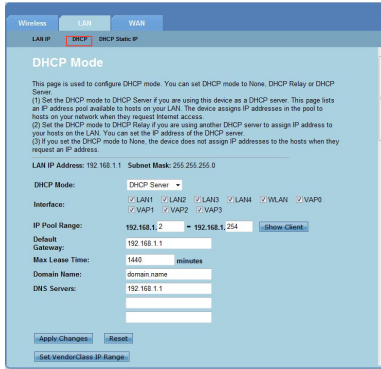 Wireless LAN WAN
LAN IP DHCP DHCP Static IP
DHCP Mode
This page is used to configure DHCP mode. You can set DHCP mode to None, DHCP Relay or DHCP
Server.
(1) Set the DHCP mode to DHCP Server if you are using this device as a DHCP server. This page lists
an IP address pool available to hosts on your LAN. The device assigns IP addresses in the pool to
hosts on your network when they request Internet access.
(2) Set the DHCP mode to DHCP Relay if you are using another DHCP server to assign IP address to
your hosts on the LAN. You can set the IP address of the DHCP server.
(3) If you set the DHCP mode to None, the device does not assign IP addresses to the hosts when they
request an IP address.
LAN IP Address: 192.168.1.1 Subnet Mask: 255.255.255.0
DHCP Mode: DHCP Server
Interface: LAN1 LAN2 LAN3 LAN4 WLAN VAP0
VAP1 VAP2 VAP3
IP Pool Range: 192.168.1. 2 - 192.168.1. 254 Show Client
Default
Gateway: 192.168.1.1
Max Lease Time: 1440 minutes
Domain Name: domain.name
DNS Servers: 192.168.1.1
Apply Changes Reset
Set VendorClass IP Range